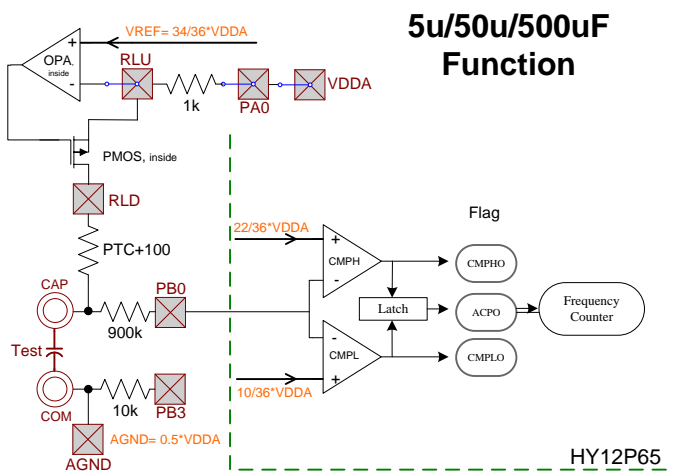 5u/50u/500uF
Function
VREF= 34/36*VDDA
+
OPA.
inside
-
RLU
1k
PA0
VDDA
PMOS, inside
RLD
PTC+100
CAP
900k
PB0
Test
COM
10k
PB3
AGND= 0.5*VDDA
AGND
22/36*VDDA
+
CMPH
-
-
CMPL
+
10/36*VDDA
Latch
Flag
CMPHO
ACPO
CMPLO
Frequency
Counter
HY12P65